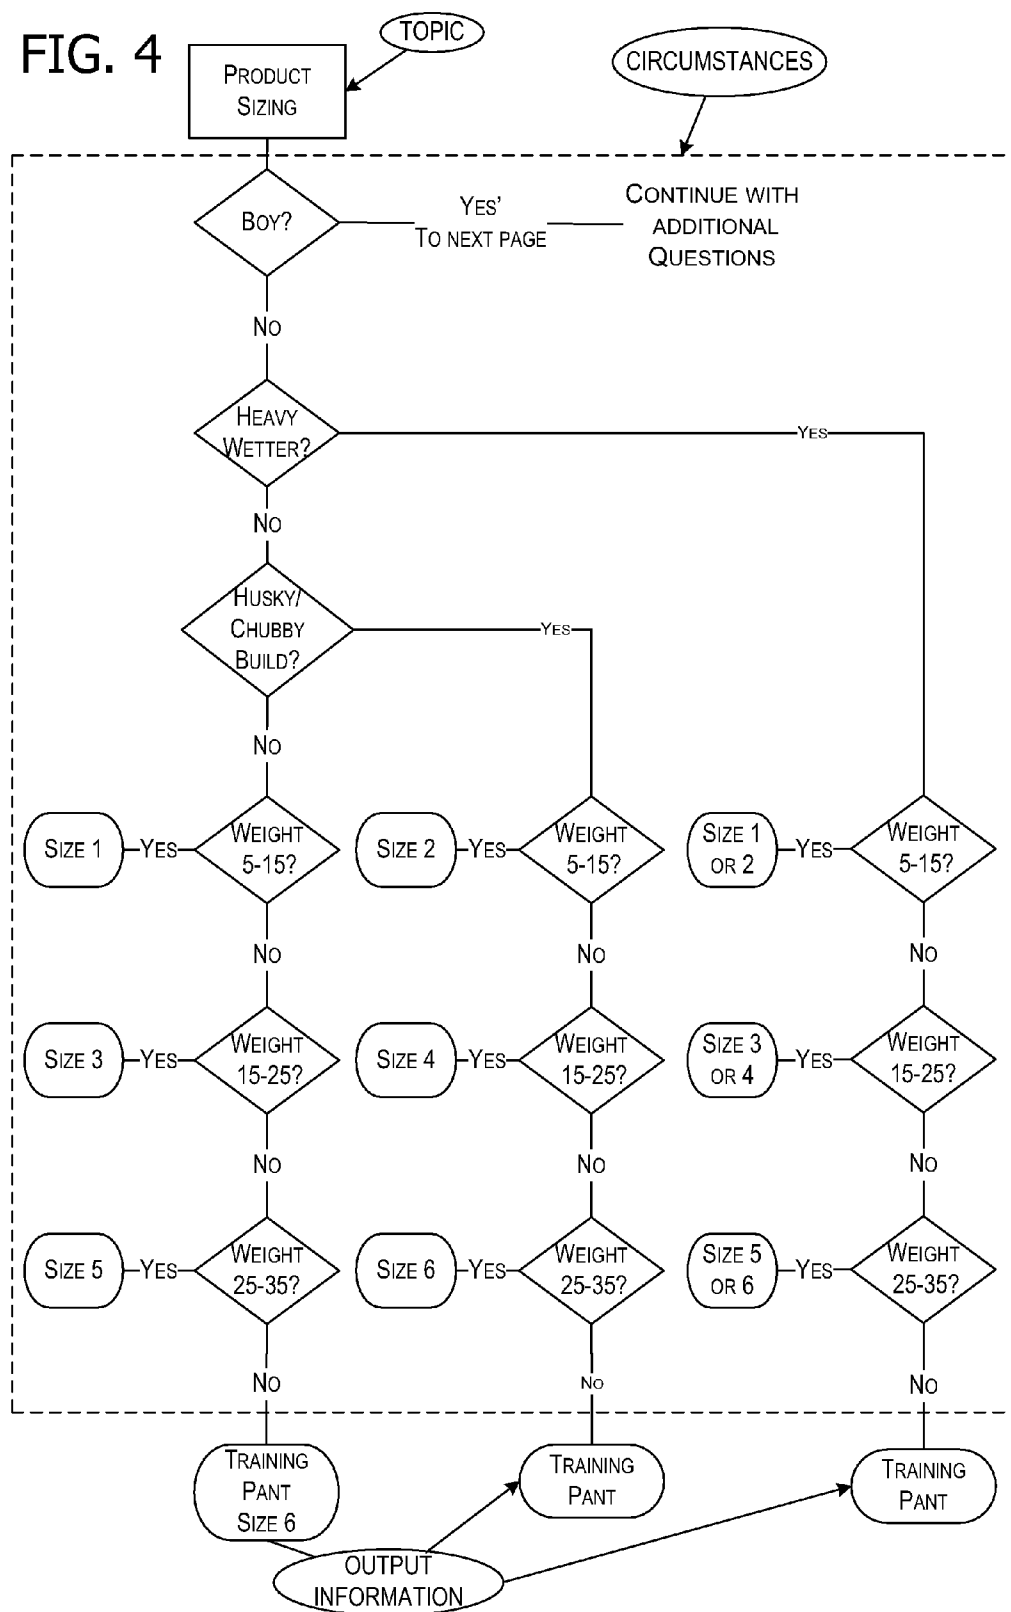 FIG. 4
TOPIC
PRODUCT
SIZING
CIRCUMSTANCES
BOY?
YES'
TO NEXT PAGE
CONTINUE WITH
ADDITIONAL
QUESTIONS
NO
HEAVY
WETTER?
YES
NO
HUSKY/
CHUBBY
BUILD?
YES
NO
SIZE 1
YES
WEIGHT
5-15?
SIZE 2
YES
WEIGHT
5-15?
SIZE 1
OR 2
YES
WEIGHT
5-15?
NO
NO
NO
SIZE 3
YES
WEIGHT
15-25?
SIZE 4
YES
WEIGHT
15-25?
SIZE 3
OR 4
YES
WEIGHT
15-25?
NO
NO
NO
SIZE 5
YES
WEIGHT
25-35?
SIZE 6
YES
WEIGHT
25-35?
SIZE 5
OR 6
YES
WEIGHT
25-35?
NO
NO
NO
TRAINING
PANT
SIZE 6
TRAINING
PANT
TRAINING
PANT
OUTPUT
INFORMATION